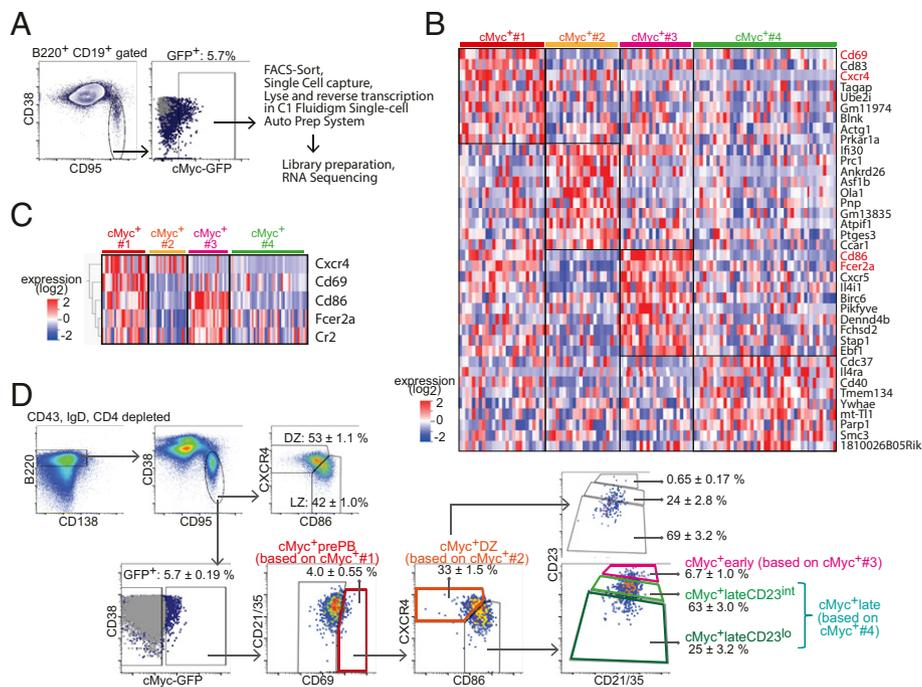 A
B220+ CD19+ gated
CD38
CD95
GFP+: 5.7%
cMyc-GFP
FACS-Sort,
Single Cell capture,
Lyse and reverse transcription
in C1 Fluidigm Single-cell
Auto Prep System
Library preparation,
RNA Sequencing
B
cMyc+#1
cMyc+#2
cMyc+#3
cMyc+#4
Cd69
Cd83
Cxcr4
Tagap
Ube2i
Gm11974
Blnk
Actg1
Prkar1a
Ifi30
Prc1
Ankrd26
Asf1b
Ola1
Pnp
Gm13835
Atpif1
Ptges3
Ccar1
Cd86
Fcer2a
Cxcr5
Il4i1
Birc6
Pikfyve
Dennd4b
Fchsd2
Stap1
Ebf1
Cdc37
Il4ra
Cd40
Tmem134
Ywhae
mt-Tl1
Parp1
Smc3
1810026B05Rik
expression
(log2)
2
0
-2
C
cMyc+
#1
cMyc+
#2
cMyc+
#3
cMyc+
#4
expression
(log2)
2
0
-2
Cxcr4
Cd69
Cd86
Fcer2a
Cr2
D
CD43, IgD, CD4 depleted
B220
CD138
CD38
CD95
CXCR4
DZ: 53 ± 1.1 %
LZ: 42 ± 1.0%
CD86
GFP+: 5.7 ± 0.19 %
CD38
cMyc-GFP
cMyc+prePB
(based on cMyc+#1)
4.0 ± 0.55 %
CD21/35
CD69
cMyc+DZ
(based on cMyc+#2)
33 ± 1.5 %
CXCR4
CD86
CD23
0.65 ± 0.17 %
24 ± 2.8 %
69 ± 3.2 %
cMyc+early (based on cMyc+#3)
6.7 ± 1.0 %
cMyc+lateCD23int
63 ± 3.0 %
cMyc+lateCD23lo
25 ± 3.2 %
cMyc+late
(based on
cMyc+#4)
CD21/35